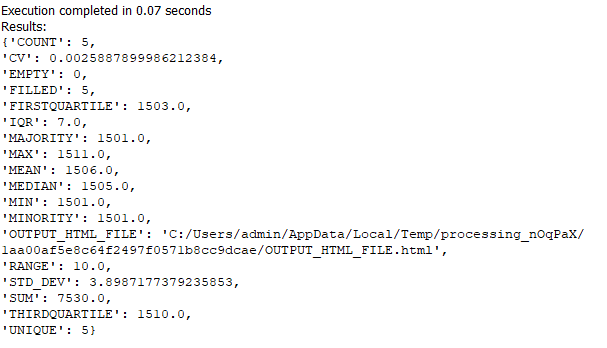 Execution completed in 0.07 seconds
Results:
{'COUNT': 5,
'CV': 0.0025887899986212384,
'EMPTY': 0,
'FILLED': 5,
'FIRSTQUARTILE': 1503.0,
'IQR': 7.0,
'MAJORITY': 1501.0,
'MAX': 1511.0,
'MEAN': 1506.0,
'MEDIAN': 1505.0,
'MIN': 1501.0,
'MINORITY': 1501.0,
'OUTPUT_HTML_FILE': 'C:/Users/admin/AppData/Local/Temp/processing_nOqPaX/
1aa00af5e8c64f2497f0571b8cc9dcae/OUTPUT_HTML_FILE.html',
'RANGE': 10.0,
'STD_DEV': 3.8987177379235853,
'SUM': 7530.0,
'THIRDQUARTILE': 1510.0,
'UNIQUE': 5}